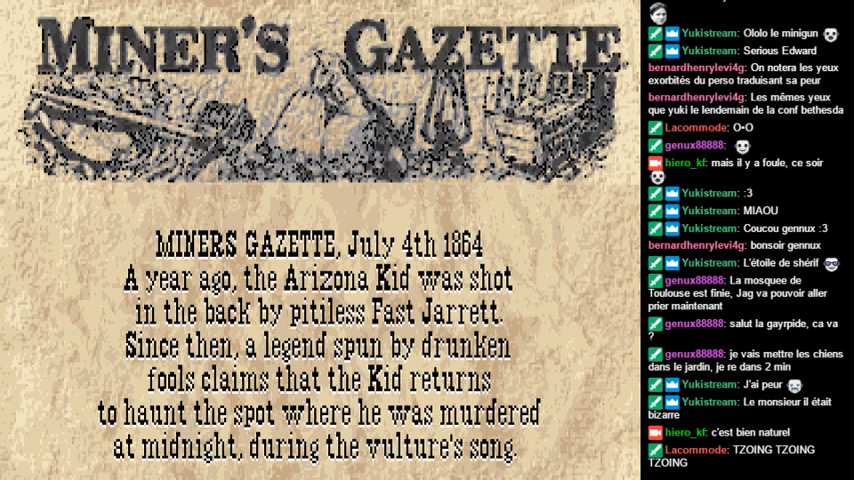 MINER'S GAZETTE
MINERS GAZETTE, July 4th 1864
A year ago, the Arizona Kid was shot
in the back by pitiless Fast Jarrett.
Since then, a legend spun by drunken
fools claims that the Kid returns
to haunt the spot where he was murdered
at midnight, during the vulture's song.
Yukistream: Ololo le minigun
Yukistream: Serious Edward
bernardhenrylevi4g: On notera les yeux
exorbités du perso traduisant sa peur
bernardhenrylevi4g: Les mêmes yeux
que yuki le lendemain de la conf bethesda
Lacommode: O-O
genux88888:
hiero_kf: mais il y a foule, ce soir
Yukistream: :3
Yukistream: MIAOU
Yukistream: Coucou gennux :3
bernardhenrylevi4g: bonsoir gennux
Yukistream: L'étoile de shérif
genux88888: La mosquee de
Toulouse est finie, Jag va pouvoir aller
prier maintenant
genux88888: salut la gayrpide, ca va
?
genux88888: je vais mettre les chiens
dans le jardin, je re dans 2 min
Yukistream: J'ai peur
Yukistream: Le monsieur il était
bizarre
hiero_kf: c'est bien naturel
Lacommode: TZOING TZOING
TZOING